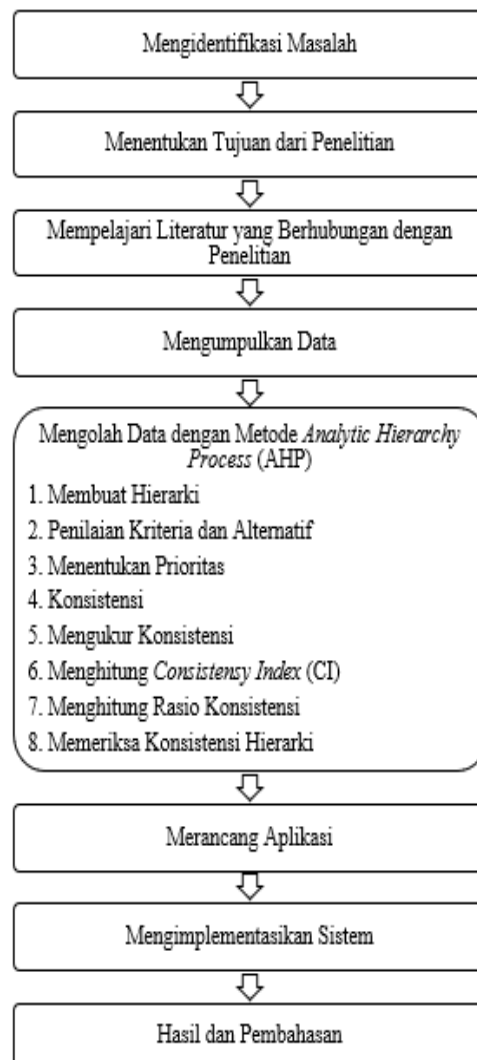 Mengidentifikasi Masalah
Menentukan Tujuan dari Penelitian
Mempelajari Literatur yang Berhubungan dengan
Penelitian
Mengumpulkan Data
Mengolah Data dengan Metode Analytic Hierarchy
Process (AHP)
1. Membuat Hierarki
2. Penilaian Kriteria dan Alternatif
3. Menentukan Prioritas
4. Konsistensi
5. Mengukur Konsistensi
6. Menghitung Consistensy Index (CI)
7. Menghitung Rasio Konsistensi
8. Memeriksa Konsistensi Hierarki
Merancang Aplikasi
Mengimplementasikan Sistem
Hasil dan Pembahasan